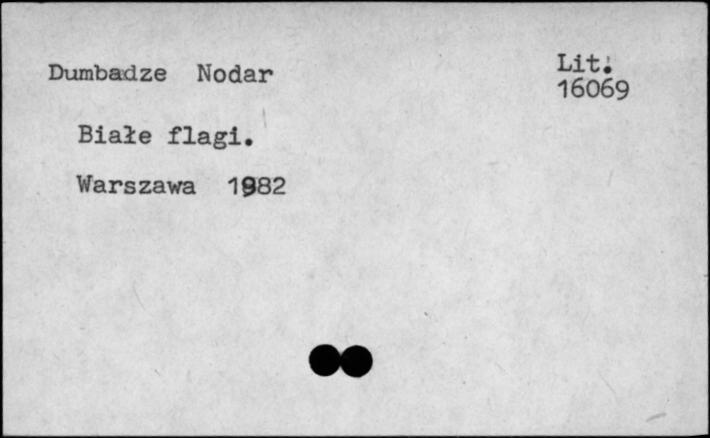 Dumbadze Nodar
Lit.
16069
Białe flagi.
Warszawa 1982